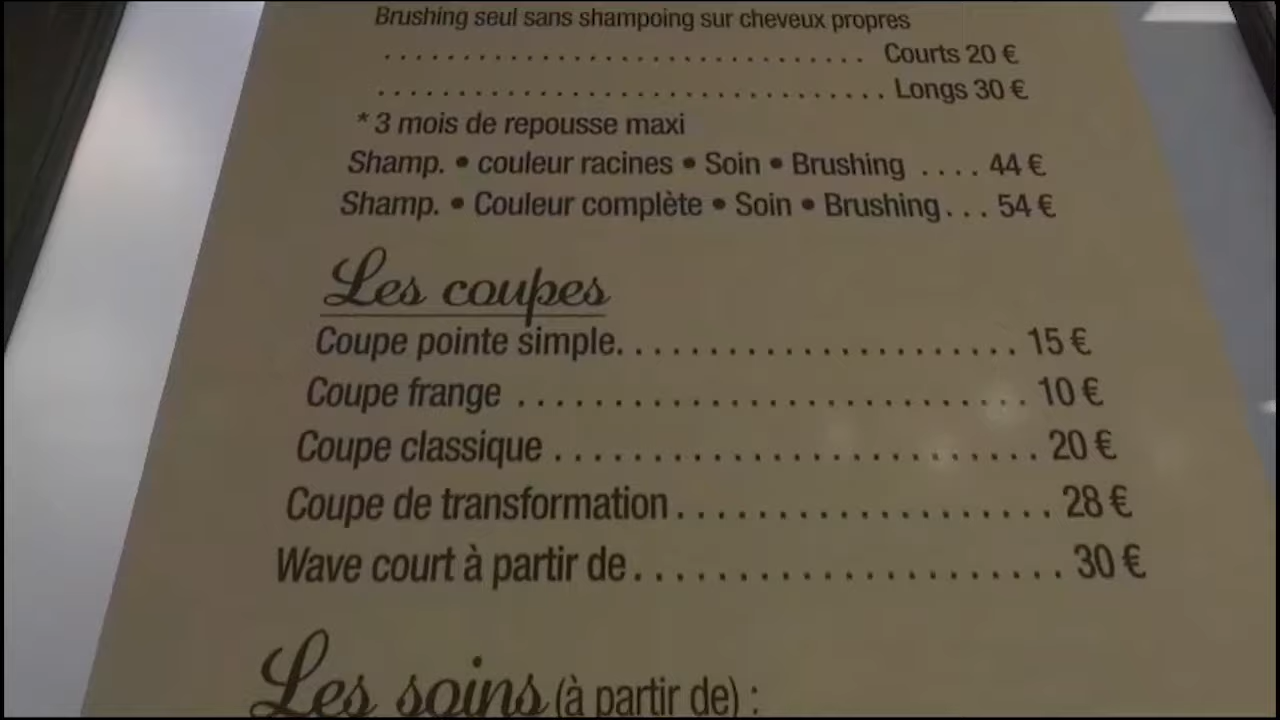 Brushing seul sans shampoing sur cheveux propres
.............................. Courts 20 €
................................ Longs 30 €
* 3 mois de repousse maxi
Shamp. • couleur racines • Soin • Brushing .... 44 €
Shamp. • Couleur complète • Soin • Brushing... 54 €
Les coupes
Coupe pointe simple...................... 15 €
Coupe frange ........................... 10 €
Coupe classique ......................... 20 €
Coupe de transformation................... 28 €
Wave court à partir de...................... 30 €
Les soins (à partir de) :